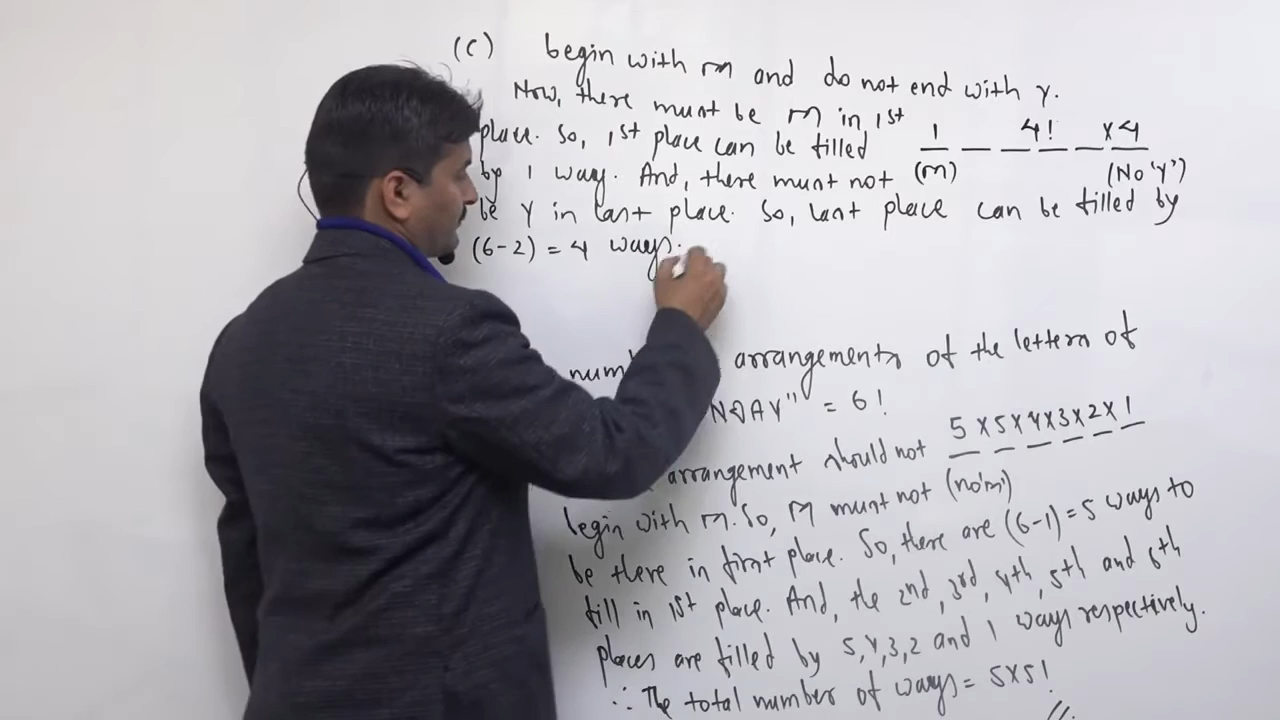 (C) begin with M and do not end with Y.
Now, there must be M in 1st
place. So, 1st place can be filled
1 4! x4
by 1 way. And, there must not
(M) (No 'Y')
be Y in last place. So, last place can be filled by
(6-2) = 4 ways.
arrangements of the letters of
NDAY" = 6!
arrangement should not
5 x 5 x 4 x 3 x 2 x 1
begin with M. So, M must not
(no 'M')
be there in first place. So, there are (6-1) = 5 ways to
fill in 1st place. And, the 2nd, 3rd, 4th, 5th and 6th
places are filled by 5, 4, 3, 2 and 1 ways respectively.
∴ The total number of ways = 5x5!